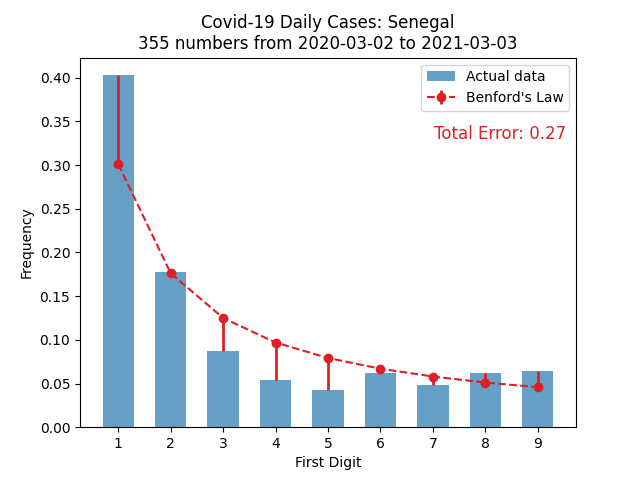 Covid-19 Daily Cases: Senegal
355 numbers from 2020-03-02 to 2021-03-03
Actual data
Benford's Law
Total Error: 0.27
Frequency
0.40
0.35
0.30
0.25
0.20
0.15
0.10
0.05
0.00
1 2 3 4 5 6 7 8 9
First Digit